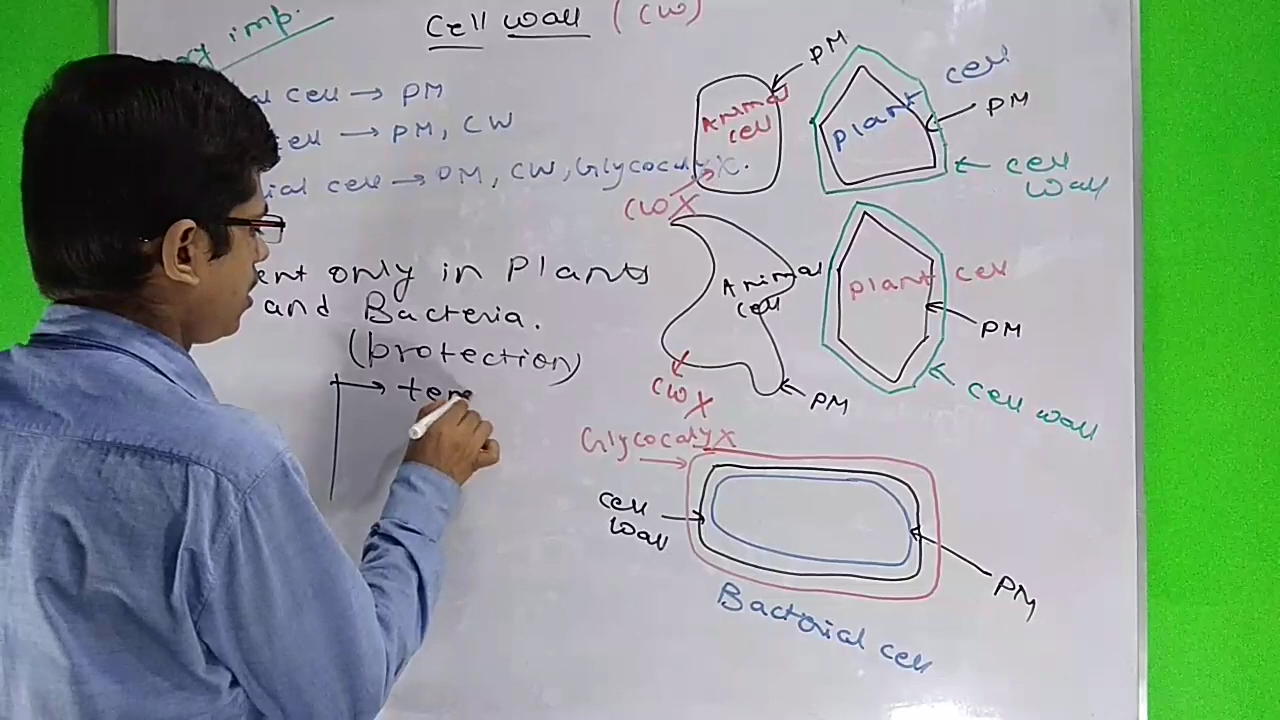 Cell wall (CW)
imp.
cell → PM
cell → PM, CW
cell → PM, CW, Glycocalyx.
only in Plants
and Bacteria.
(protection)
→
PM
Animal
cell
CW X
plant cell
PM
← cell
wall
Animal
cell
CW
X
PM
plant cell
PM
cell wall
Glycocalyx
cell
wall
PM
Bacterial cell